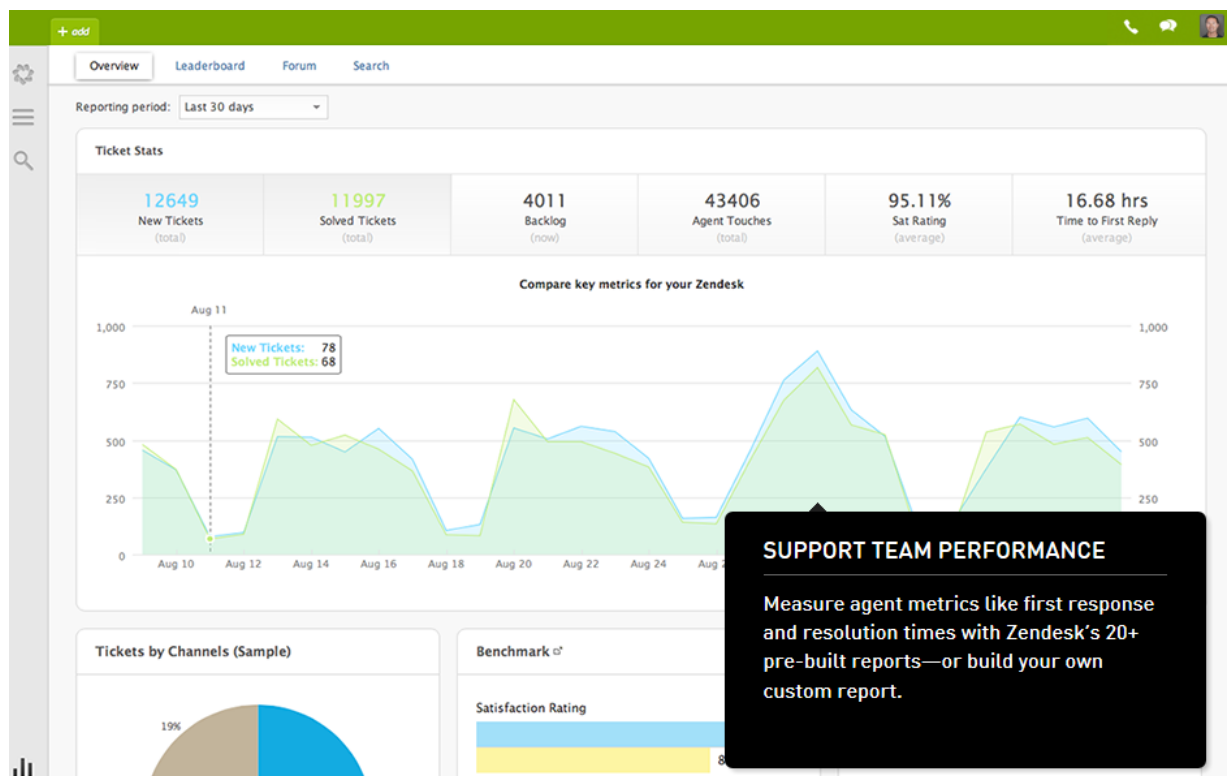 + add
Overview Leaderboard Forum Search
Reporting period: Last 30 days
Ticket Stats
12649 11997 4011 43406 95.11% 16.68 hrs
New Tickets Solved Tickets Backlog Agent Touches Sat Rating Time to First Reply
(total) (total) (now) (total) (average) (average)
Compare key metrics for your Zendesk
Aug 11
1,000 1,000
New Tickets: 78
Solved Tickets: 68
750 750
500 500
250 250
0 Aug 10 Aug 12 Aug 14 Aug 16 Aug 18 Aug 20 Aug 22 Aug 24 Aug
SUPPORT TEAM PERFORMANCE
Measure agent metrics like first response
and resolution times with Zendesk's 20+
pre-built reports—or build your own
custom report.
Tickets by Channels (Sample)
19%
Benchmark
Satisfaction Rating
8